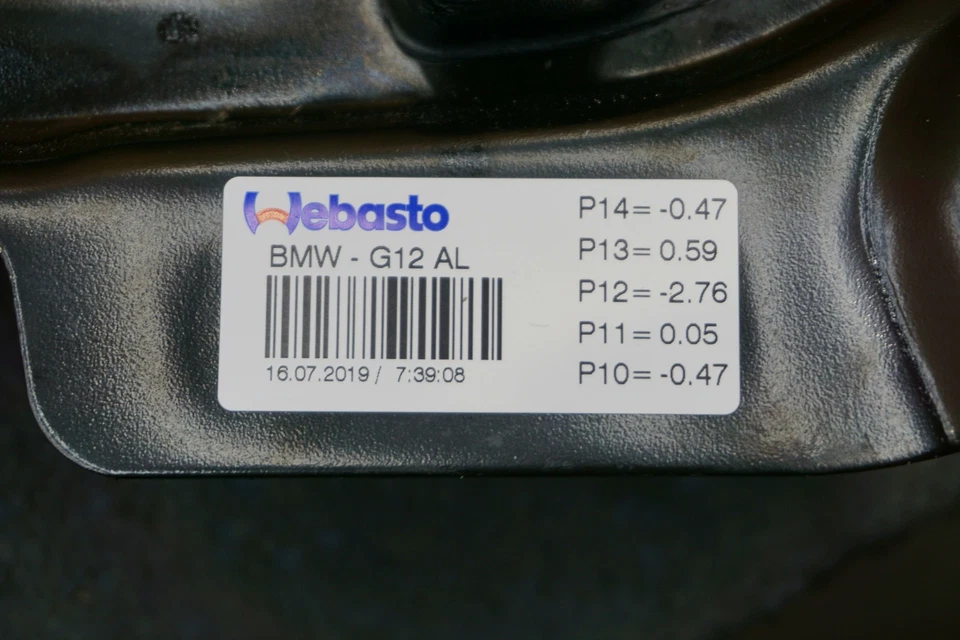 Webasto
BMW - G12 AL
16.07.2019 / 7:39:08
P14= -0.47
P13= 0.59
P12= -2.76
P11= 0.05
P10= -0.47